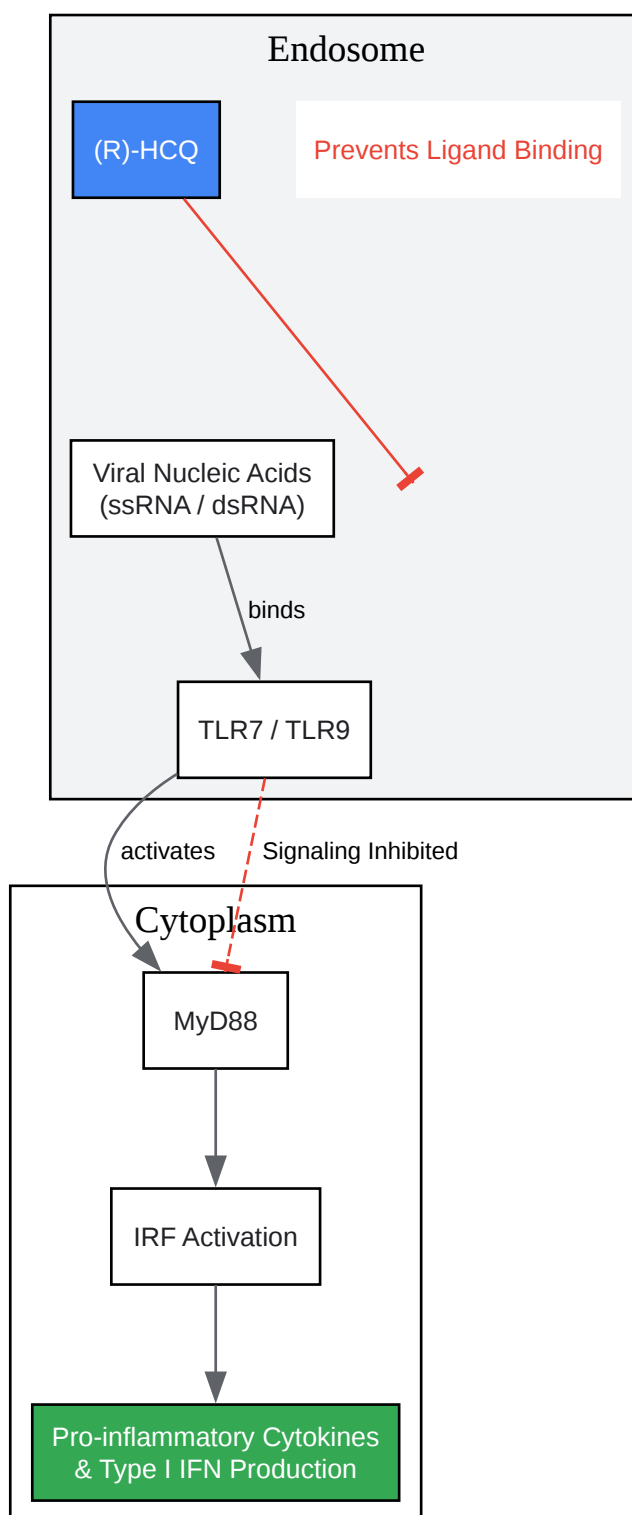 Endosome
(R)-HCQ
Prevents Ligand Binding
Viral Nucleic Acids
(ssRNA / dsRNA)
binds
TLR7 / TLR9
activates
Signaling Inhibited
Cytoplasm
MyD88
IRF Activation
Pro-inflammatory Cytokines
& Type I IFN Production